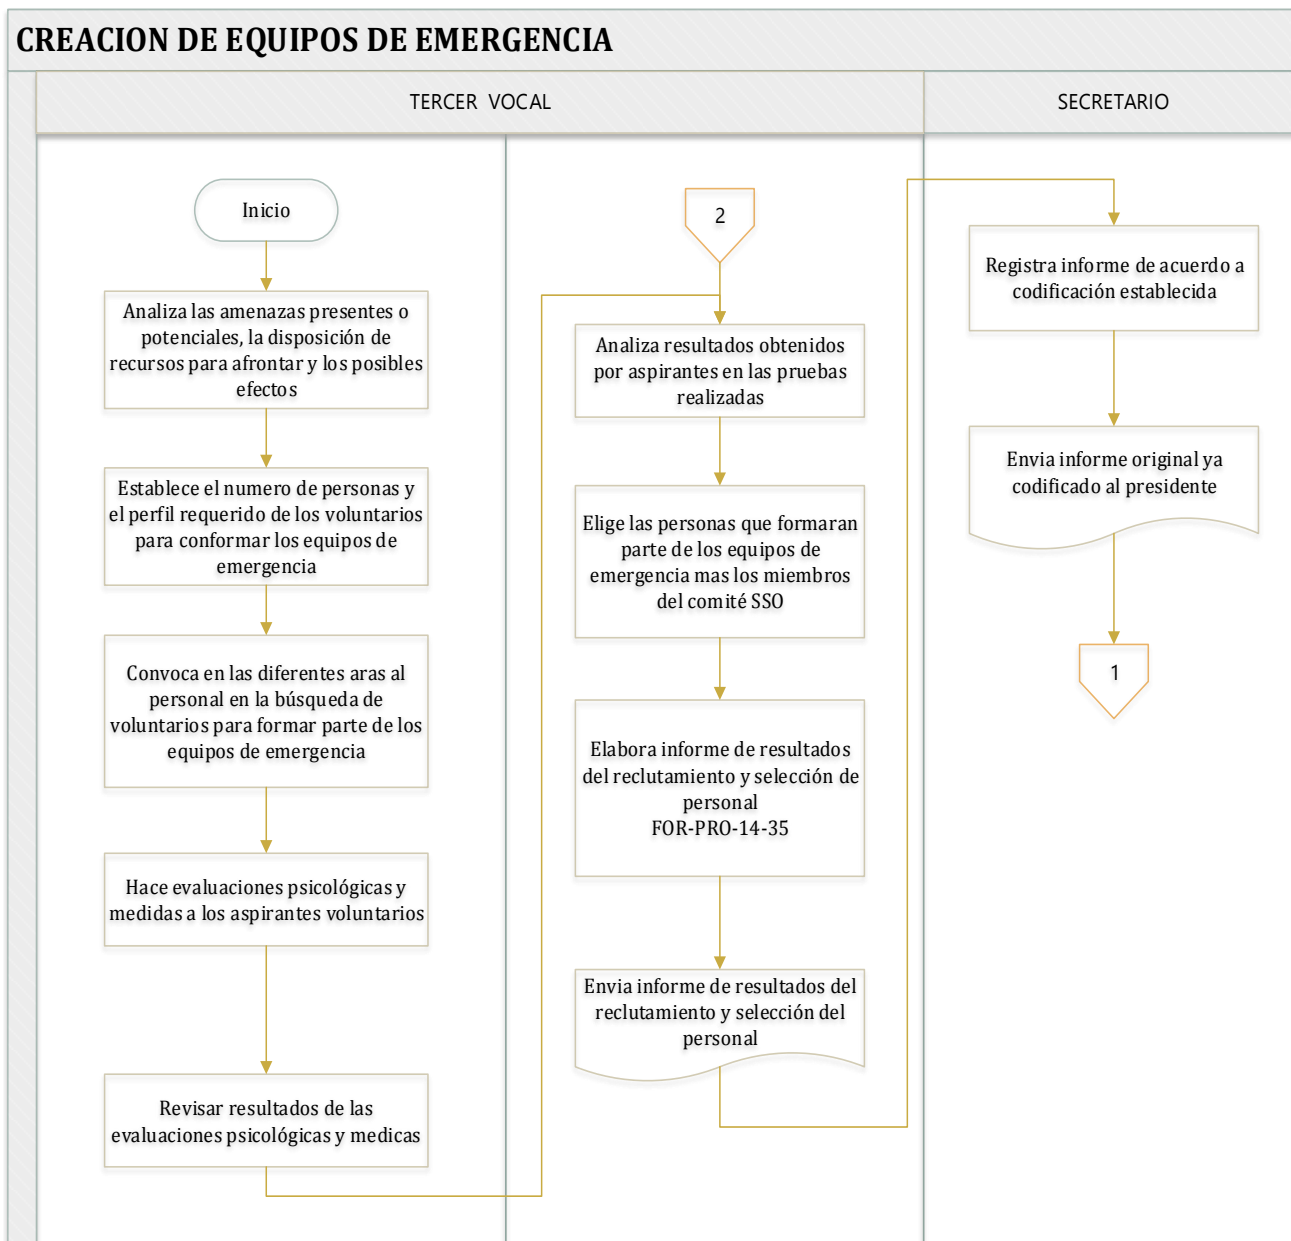 CREACION DE EQUIPOS DE EMERGENCIA
TERCER VOCAL
SECRETARIO
Inicio
Analiza las amenazas presentes o
potenciales, la disposición de
recursos para afrontar y los posibles
efectos
Establece el numero de personas y
el perfil requerido de los voluntarios
para conformar los equipos de
emergencia
Convoca en las diferentes aras al
personal en la búsqueda de
voluntarios para formar parte de los
equipos de emergencia
Hace evaluaciones psicológicas y
medidas a los aspirantes voluntarios
Revisar resultados de las
evaluaciones psicológicas y medicas
2
Analiza resultados obtenidos
por aspirantes en las pruebas
realizadas
Elige las personas que formaran
parte de los equipos de
emergencia mas los miembros
del comité SSO
Elabora informe de resultados
del reclutamiento y selección de
personal
FOR-PRO-14-35
Envia informe de resultados del
reclutamiento y selección del
personal
Registra informe de acuerdo a
codificación establecida
Envia informe original ya
codificado al presidente
1